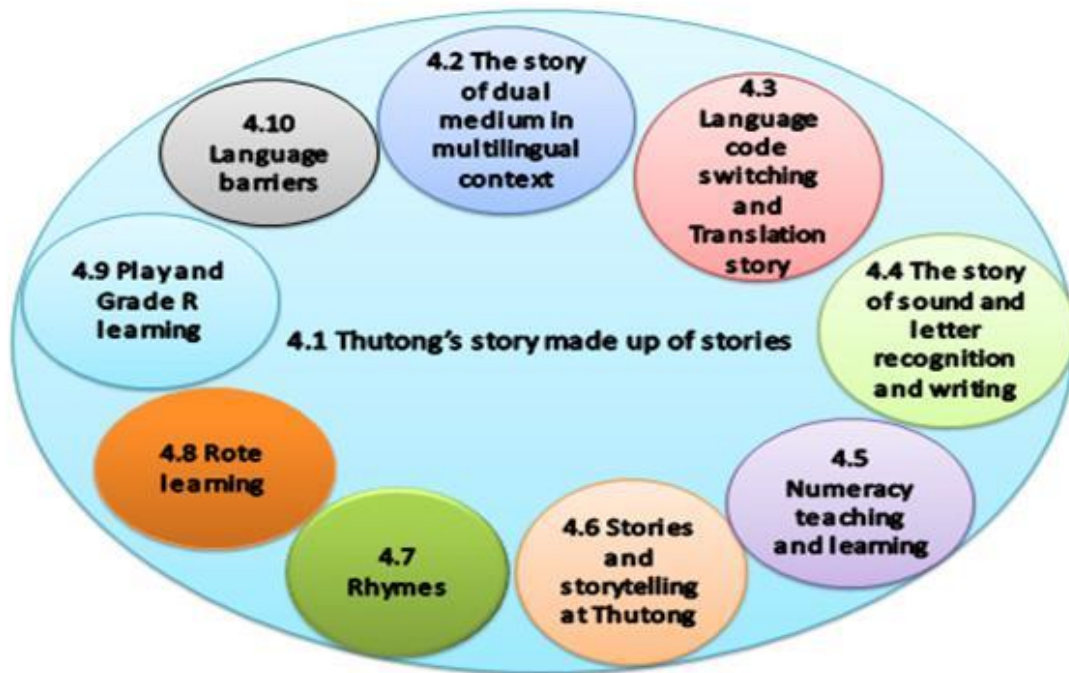 4.2 The story
of dual
medium in
multilingual
context
4.3
Language
code
switching
and
Translation
story
4.4 The story
of sound and
letter
recognition
and writing
4.5
Numeracy
teaching
and learning
4.6 Stories
and
storytelling
at Thutong
4.7
Rhymes
4.8 Rote
learning
4.9 Play and
Grade R
learning
4.10
Language
barriers
4.1 Thutong's story made up of stories